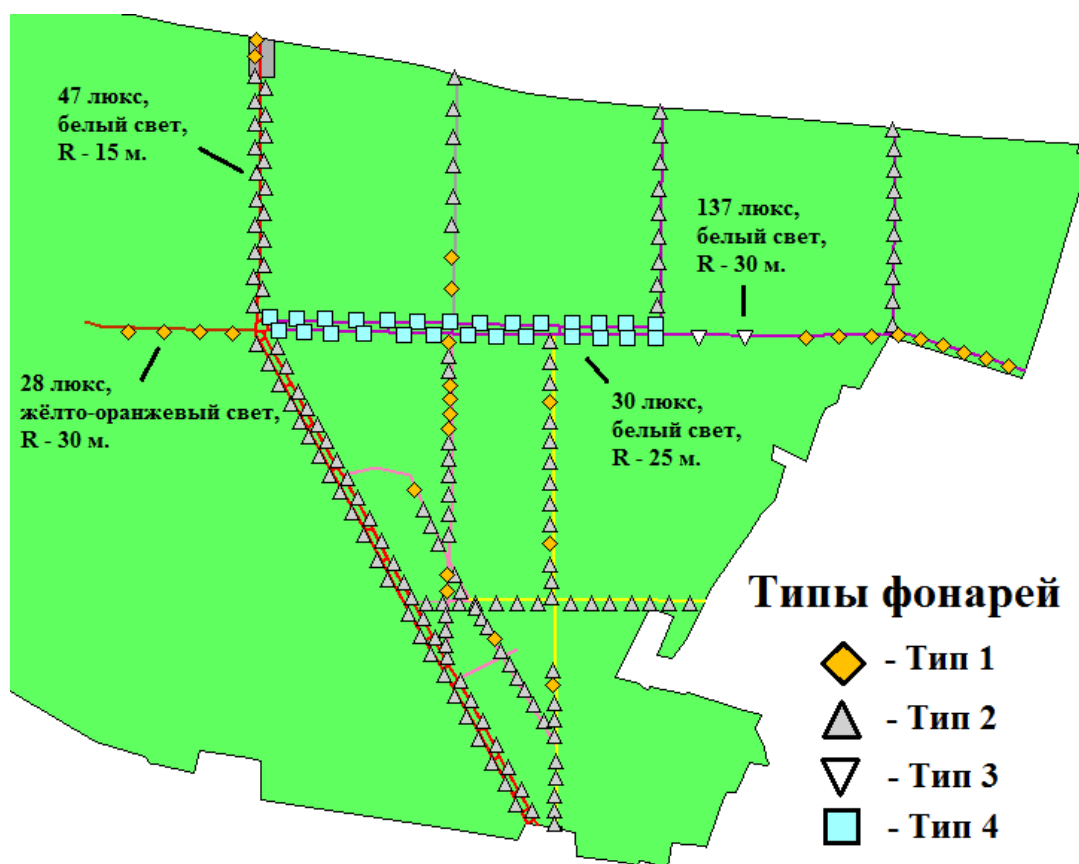 47 люкс,
белый свет,
R - 15 м.
137 люкс,
белый свет,
R - 30 м.
28 люкс,
жёлто-оранжевый свет,
R - 30 м.
30 люкс,
белый свет,
R - 25 м.
Типы фонарей
- Тип 1
- Тип 2
- Тип 3
- Тип 4